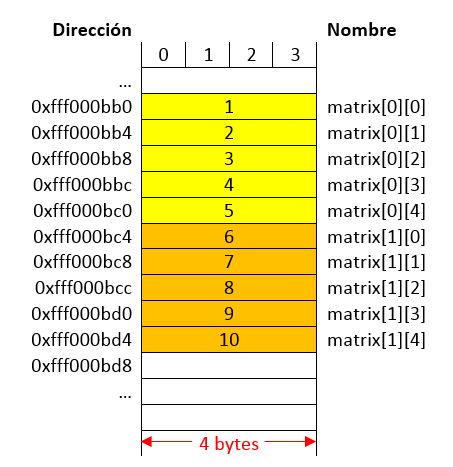 Dirección Nombre
0 1 2 3
...
0xfff000bb0 1 matrix[0][0]
0xfff000bb4 2 matrix[0][1]
0xfff000bb8 3 matrix[0][2]
0xfff000bbc 4 matrix[0][3]
0xfff000bc0 5 matrix[0][4]
0xfff000bc4 6 matrix[1][0]
0xfff000bc8 7 matrix[1][1]
0xfff000bcc 8 matrix[1][2]
0xfff000bd0 9 matrix[1][3]
0xfff000bd4 10 matrix[1][4]
0xfff000bd8
...
4 bytes